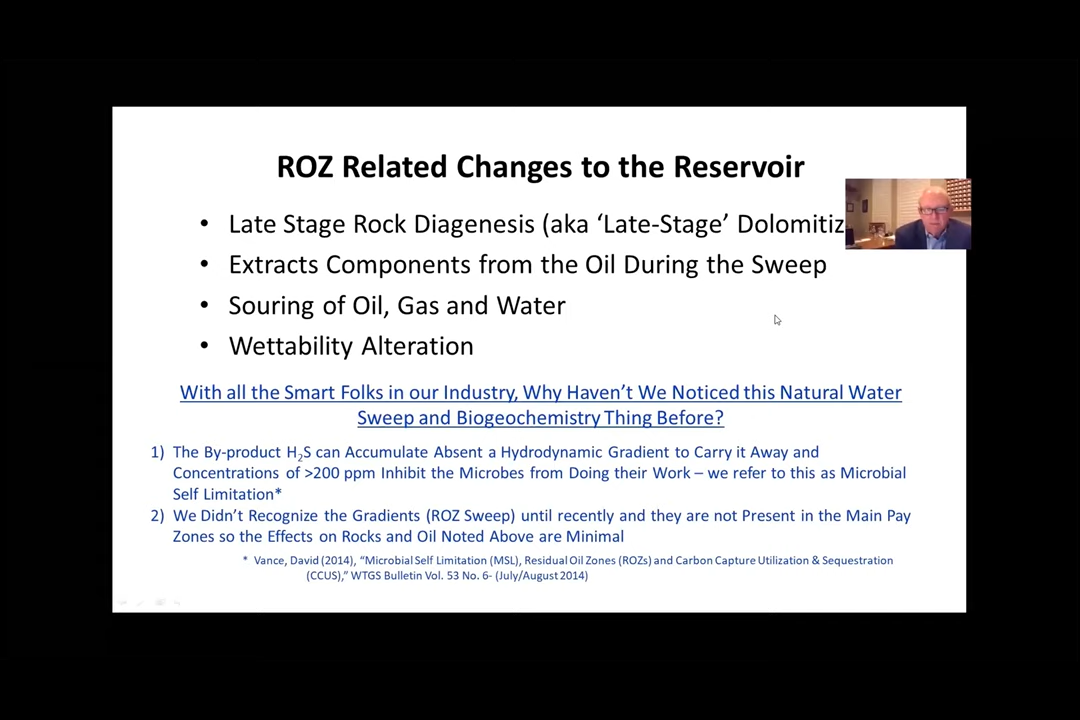 ROZ Related Changes to the Reservoir
• Late Stage Rock Diagenesis (aka ‘Late-Stage’ Dolomitiz
• Extracts Components from the Oil During the Sweep
• Souring of Oil, Gas and Water
• Wettability Alteration
With all the Smart Folks in our Industry, Why Haven’t We Noticed this Natural Water
Sweep and Biogeochemistry Thing Before?
1) The By-product H₂S can Accumulate Absent a Hydrodynamic Gradient to Carry it Away and
Concentrations of >200 ppm Inhibit the Microbes from Doing their Work – we refer to this as Microbial
Self Limitation*
2) We Didn’t Recognize the Gradients (ROZ Sweep) until recently and they are not Present in the Main Pay
Zones so the Effects on Rocks and Oil Noted Above are Minimal
* Vance, David (2014), “Microbial Self Limitation (MSL), Residual Oil Zones (ROZs) and Carbon Capture Utilization & Sequestration
(CCUS),” WTGS Bulletin Vol. 53 No. 6- (July/August 2014)